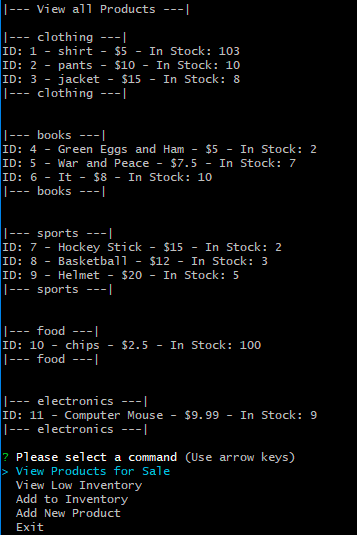 |--- View all Products ---|
|--- clothing ---|
ID: 1 - shirt - $5 - In Stock: 103
ID: 2 - pants - $10 - In Stock: 10
ID: 3 - jacket - $15 - In Stock: 8
|--- clothing ---|
|--- books ---|
ID: 4 - Green Eggs and Ham - $5 - In Stock: 2
ID: 5 - War and Peace - $7.5 - In Stock: 7
ID: 6 - It - $8 - In Stock: 10
|--- books ---|
|--- sports ---|
ID: 7 - Hockey Stick - $15 - In Stock: 2
ID: 8 - Basketball - $12 - In Stock: 3
ID: 9 - Helmet - $20 - In Stock: 5
|--- sports ---|
|--- food ---|
ID: 10 - chips - $2.5 - In Stock: 100
|--- food ---|
|--- electronics ---|
ID: 11 - Computer Mouse - $9.99 - In Stock: 9
|--- electronics ---|
? Please select a command (Use arrow keys)
> View Products for Sale
View Low Inventory
Add to Inventory
Add New Product
Exit